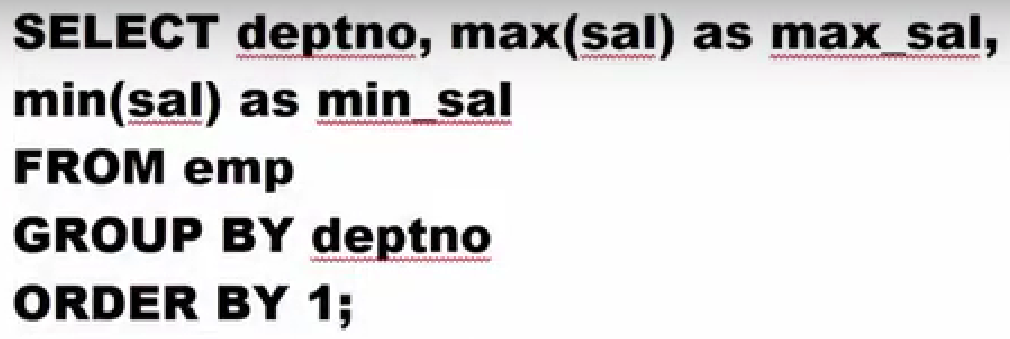 SELECT deptno, max(sal) as max_sal,
min(sal) as min_sal
FROM emp
GROUP BY deptno
ORDER BY 1;